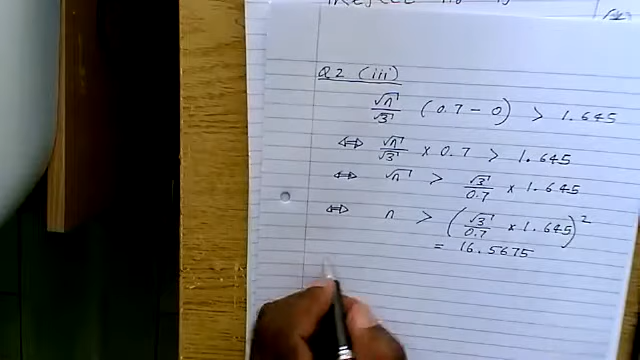 Q2 (iii)
√n/√3 (0.7 - 0) > 1.645
⇔ √n/√3 × 0.7 > 1.645
⇔ √n > √3/0.7 × 1.645
⇔ n > (√3/0.7 × 1.645)²
= 16.5675